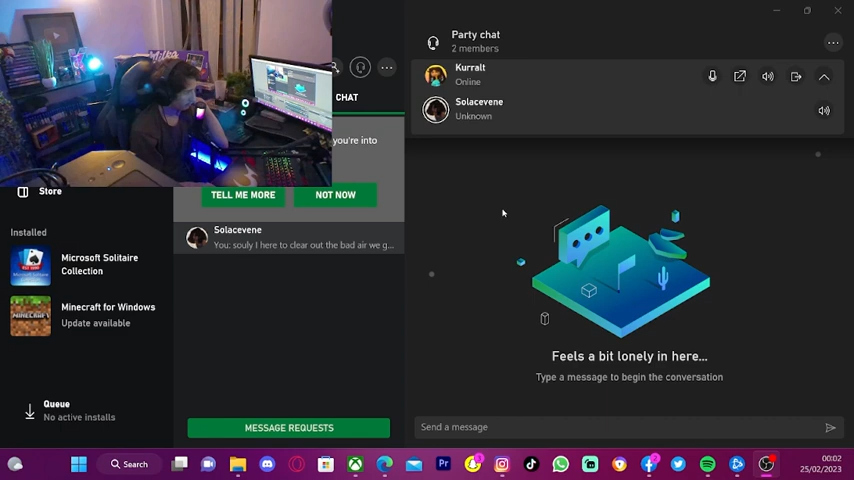 Party chat
2 members
Kurralt
Online
Solacevene
Unknown
CHAT
you're into
TELL ME MORE
NOT NOW
Store
Solacevene
You: souly I here to clear out the bad air we g...
Installed
Microsoft Solitaire
Collection
Minecraft for Windows
Update available
Feels a bit lonely in here...
Type a message to begin the conversation
Queue
No active installs
MESSAGE REQUESTS
Send a message
Search
00:02
25/02/2023